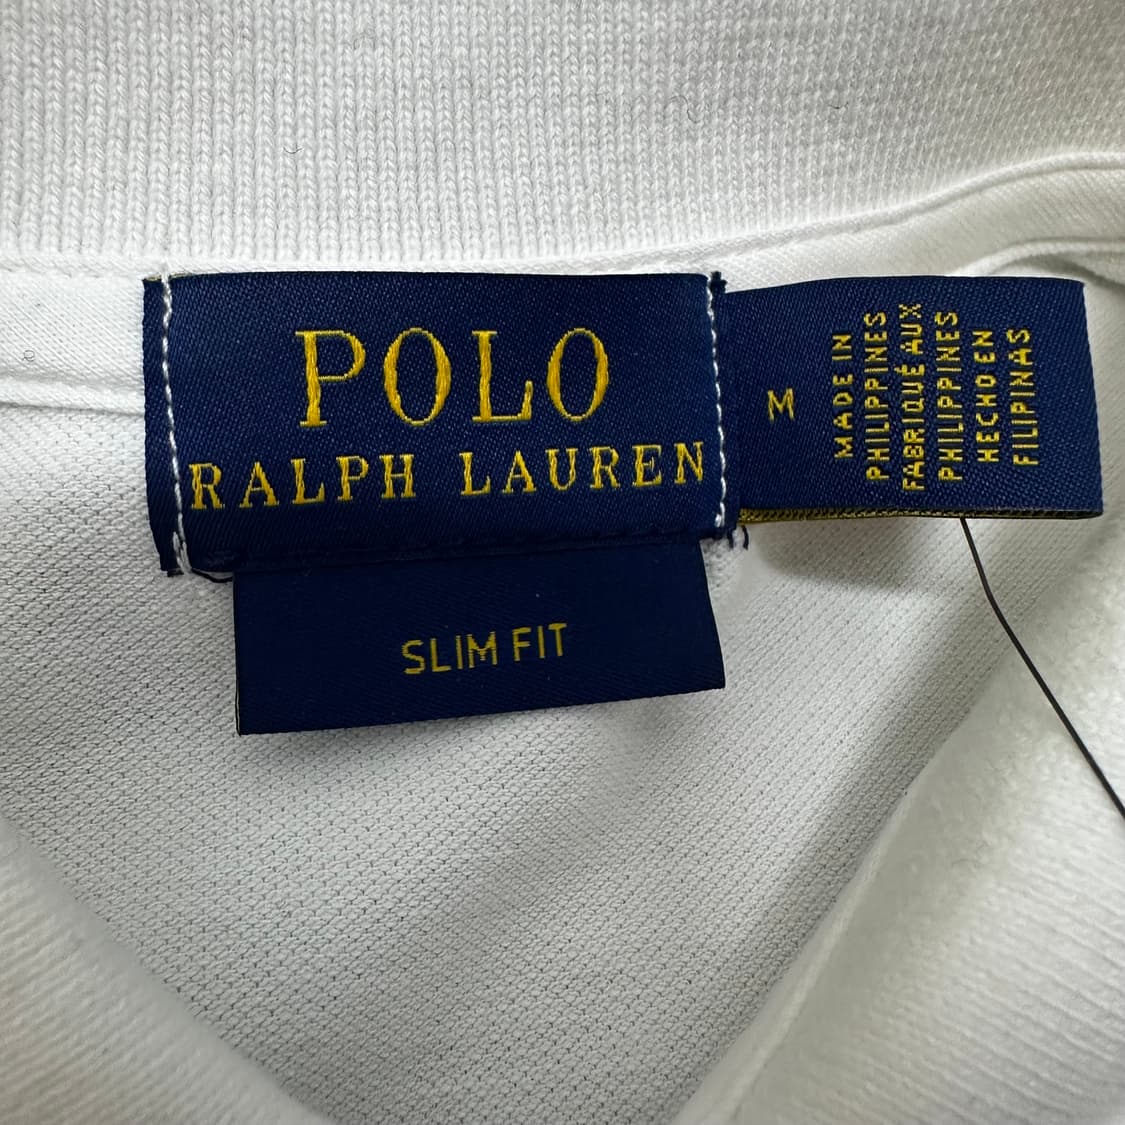 POLO
RALPH LAUREN
SLIM FIT
M
MADE IN
PHILIPPINES
FABRIQUÉ AUX
PHILIPPINES
HECHO EN
FILIPINAS